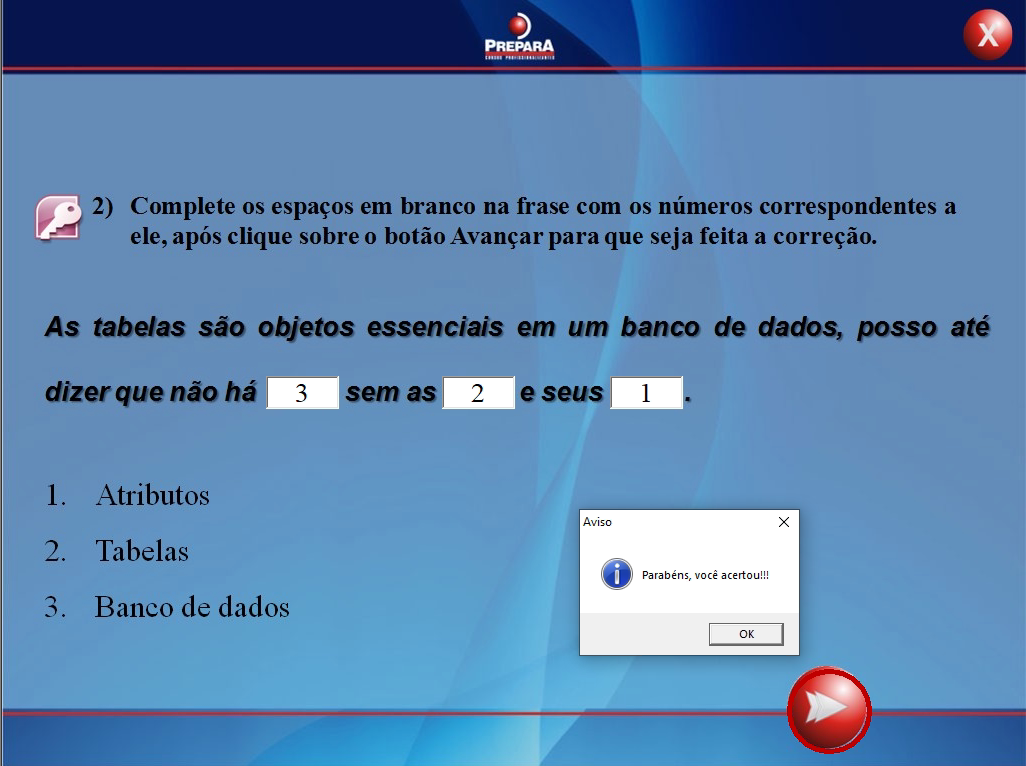 PREPARA
CURSOS PROFISSIONALIZANTES
X
2) Complete os espaços em branco na frase com os números correspondentes a
ele, após clique sobre o botão Avançar para que seja feita a correção.
As tabelas são objetos essenciais em um banco de dados, posso até
dizer que não há 3 sem as 2 e seus 1 .
1. Atributos
2. Tabelas
3. Banco de dados
Aviso
Parabéns, você acertou!!!
OK